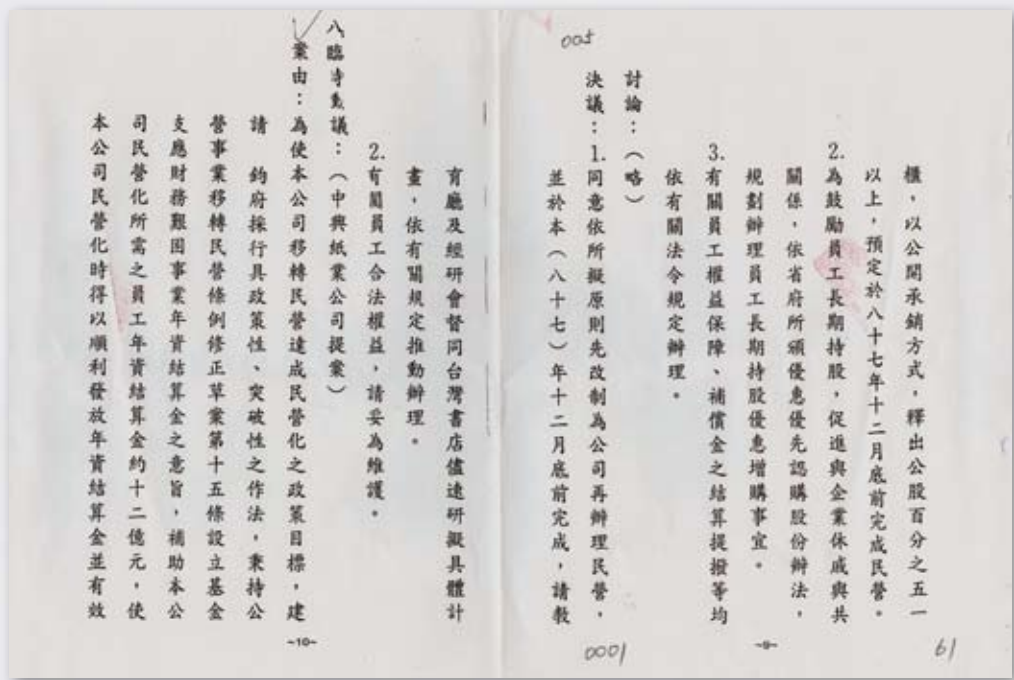 005
櫃，以公開承銷方式，釋出公股百分之五一
以上，預定於八十七年十二月底前完成民營。
2.為鼓勵員工長期持股，促進與企業休戚與共
關係，依省府所頒優惠優先認購股份辦法，
規劃辦理員工長期持股優惠增購事宜。
3.有關員工權益保障、補償金之結算提撥等均
依有關法令規定辦理。
討論：（略）
決議：1.同意依所擬原則先改制為公司再辦理民營，
並於本（八十七）年十二月底前完成，請教
61
~9~
0001
育廳及經研會督同台灣書店儘速研擬具體計
畫，依有關規定推動辦理。
2.有關員工合法權益，請妥為維護。
八、臨時動議：（中興紙業公司提案）
案由：為使本公司移轉民營達成民營化之政策目標，建
請　鈞府採行具政策性、突破性之作法，秉持公
營事業移轉民營條例修正草案第十五條設立基金
支應財務艱困事業年資結算金之意旨，補助本公
司民營化所需之員工年資結算金約十二億元，使
本公司民營化時得以順利發放年資結算金並有效
~10~